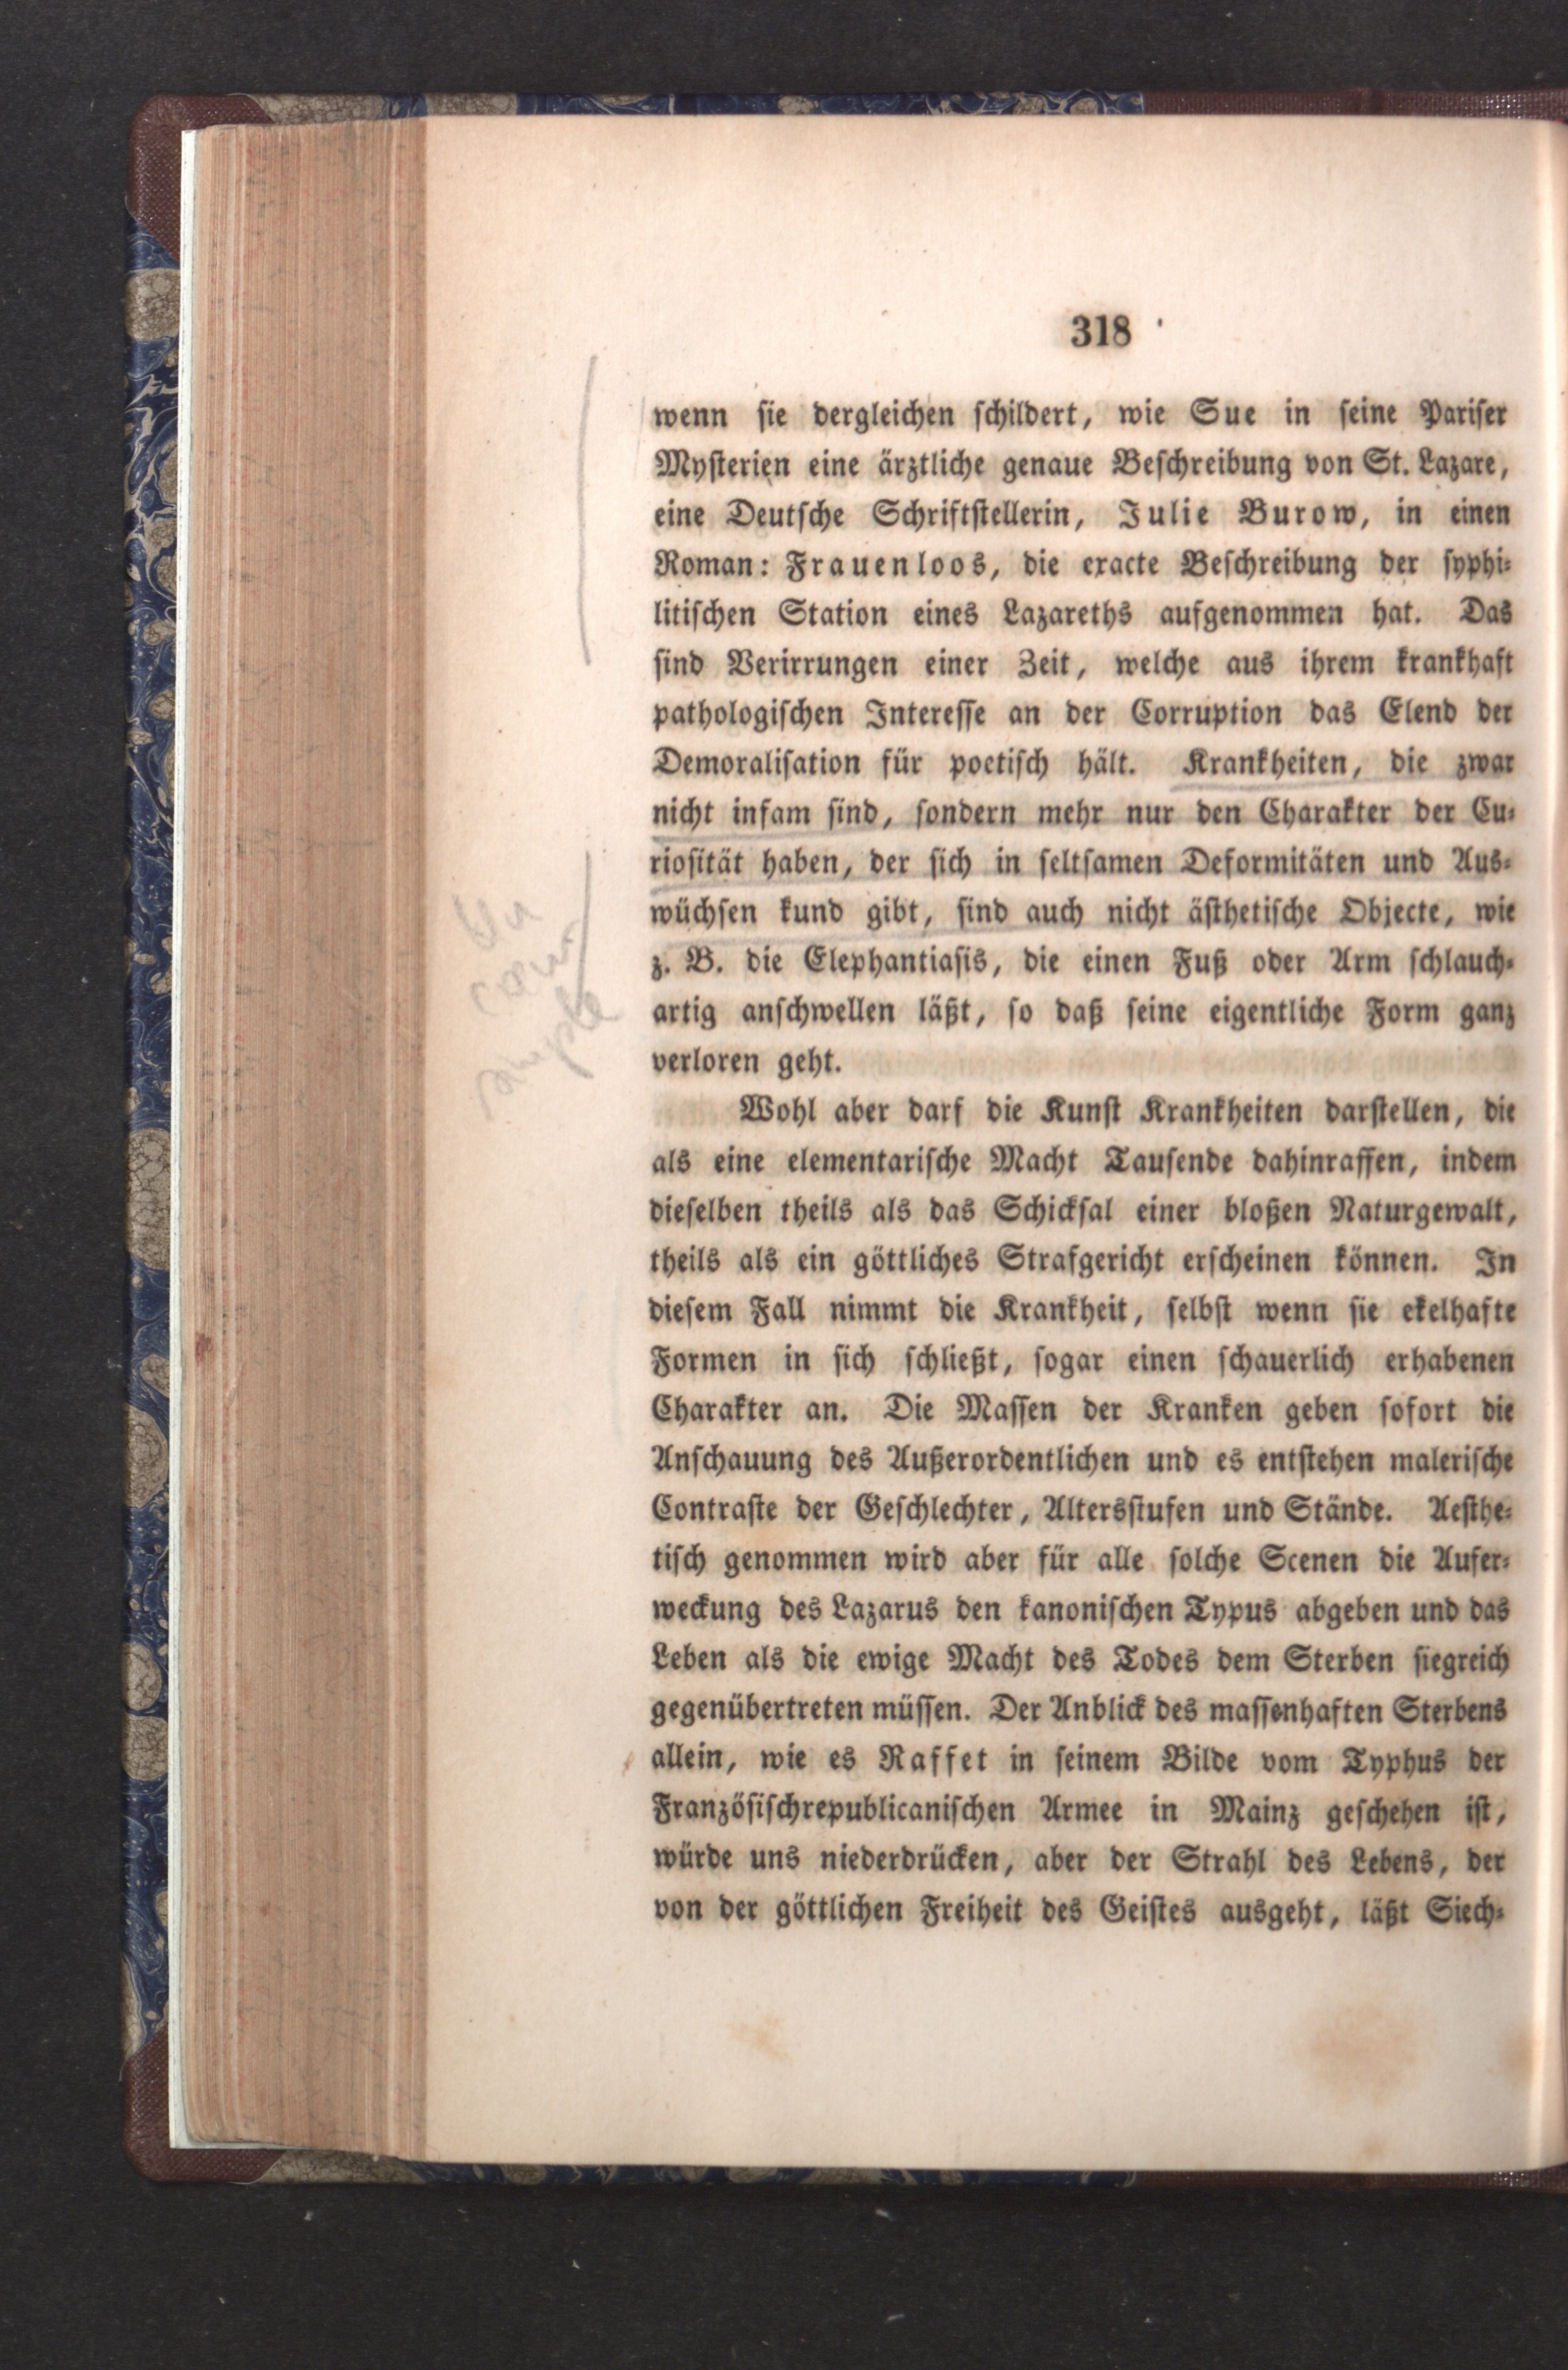 318
wenn sie dergleichen schildert, wie Sue in seine Pariser
Mysterien eine ärztliche genaue Beschreibung von St. Lazare,
eine Deutsche Schriftstellerin, Julie Burow, in einen
Roman: Frauenloos, die exacte Beschreibung der syphi-
litischen Station eines Lazareths aufgenommen hat. Das
sind Verirrungen einer Zeit, welche aus ihrem krankhaft
pathologischen Interesse an der Corruption das Elend der
Demoralisation für poetisch hält. Krankheiten, die zwar
nicht infam sind, sondern mehr nur den Charakter der Cu-
riosität haben, der sich in seltsamen Deformitäten und Aus-
wüchsen kund gibt, sind auch nicht ästhetische Objecte, wie
z. B. die Elephantiasis, die einen Fuß oder Arm schlauch-
artig anschwellen läßt, so daß seine eigentliche Form ganz
verloren geht.
Wohl aber darf die Kunst Krankheiten darstellen, die
als eine elementarische Macht Tausende dahinraffen, indem
dieselben theils als das Schicksal einer bloßen Naturgewalt,
theils als ein göttliches Strafgericht erscheinen können. In
diesem Fall nimmt die Krankheit, selbst wenn sie ekelhafte
Formen in sich schließt, sogar einen schauerlich erhabenen
Charakter an. Die Massen der Kranken geben sofort die
Anschauung des Außerordentlichen und es entstehen malerische
Contraste der Geschlechter, Altersstufen und Stände. Aesthe-
tisch genommen wird aber für alle solche Scenen die Aufer-
weckung des Lazarus den kanonischen Typus abgeben und das
Leben als die ewige Macht des Todes dem Sterben siegreich
gegenübertreten müssen. Der Anblick des massenhaften Sterbens
allein, wie es Raffet in seinem Bilde vom Typhus der
Französischrepublicanischen Armee in Mainz geschehen ist,
würde uns niederdrücken, aber der Strahl des Lebens, der
von der göttlichen Freiheit des Geistes ausgeht, läßt Siech-